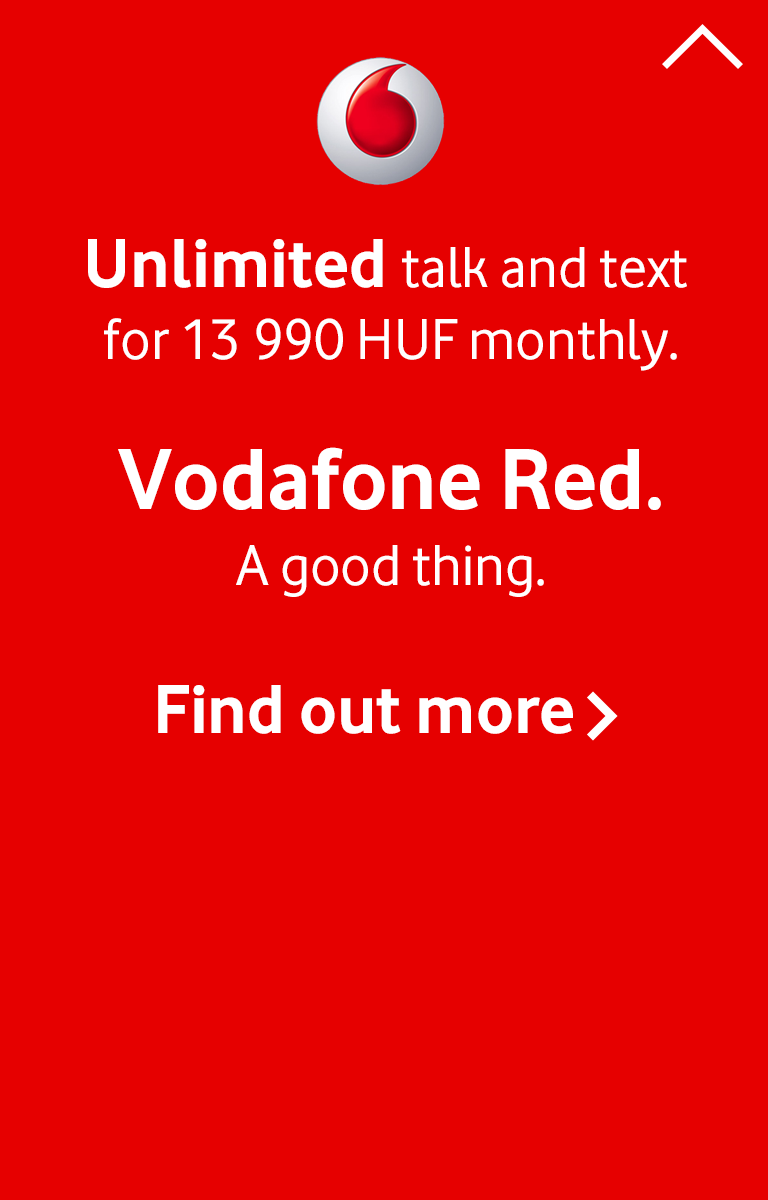 Unlimited talk and text
for 13 990 HUF monthly.
Vodafone Red.
A good thing.
Find out more